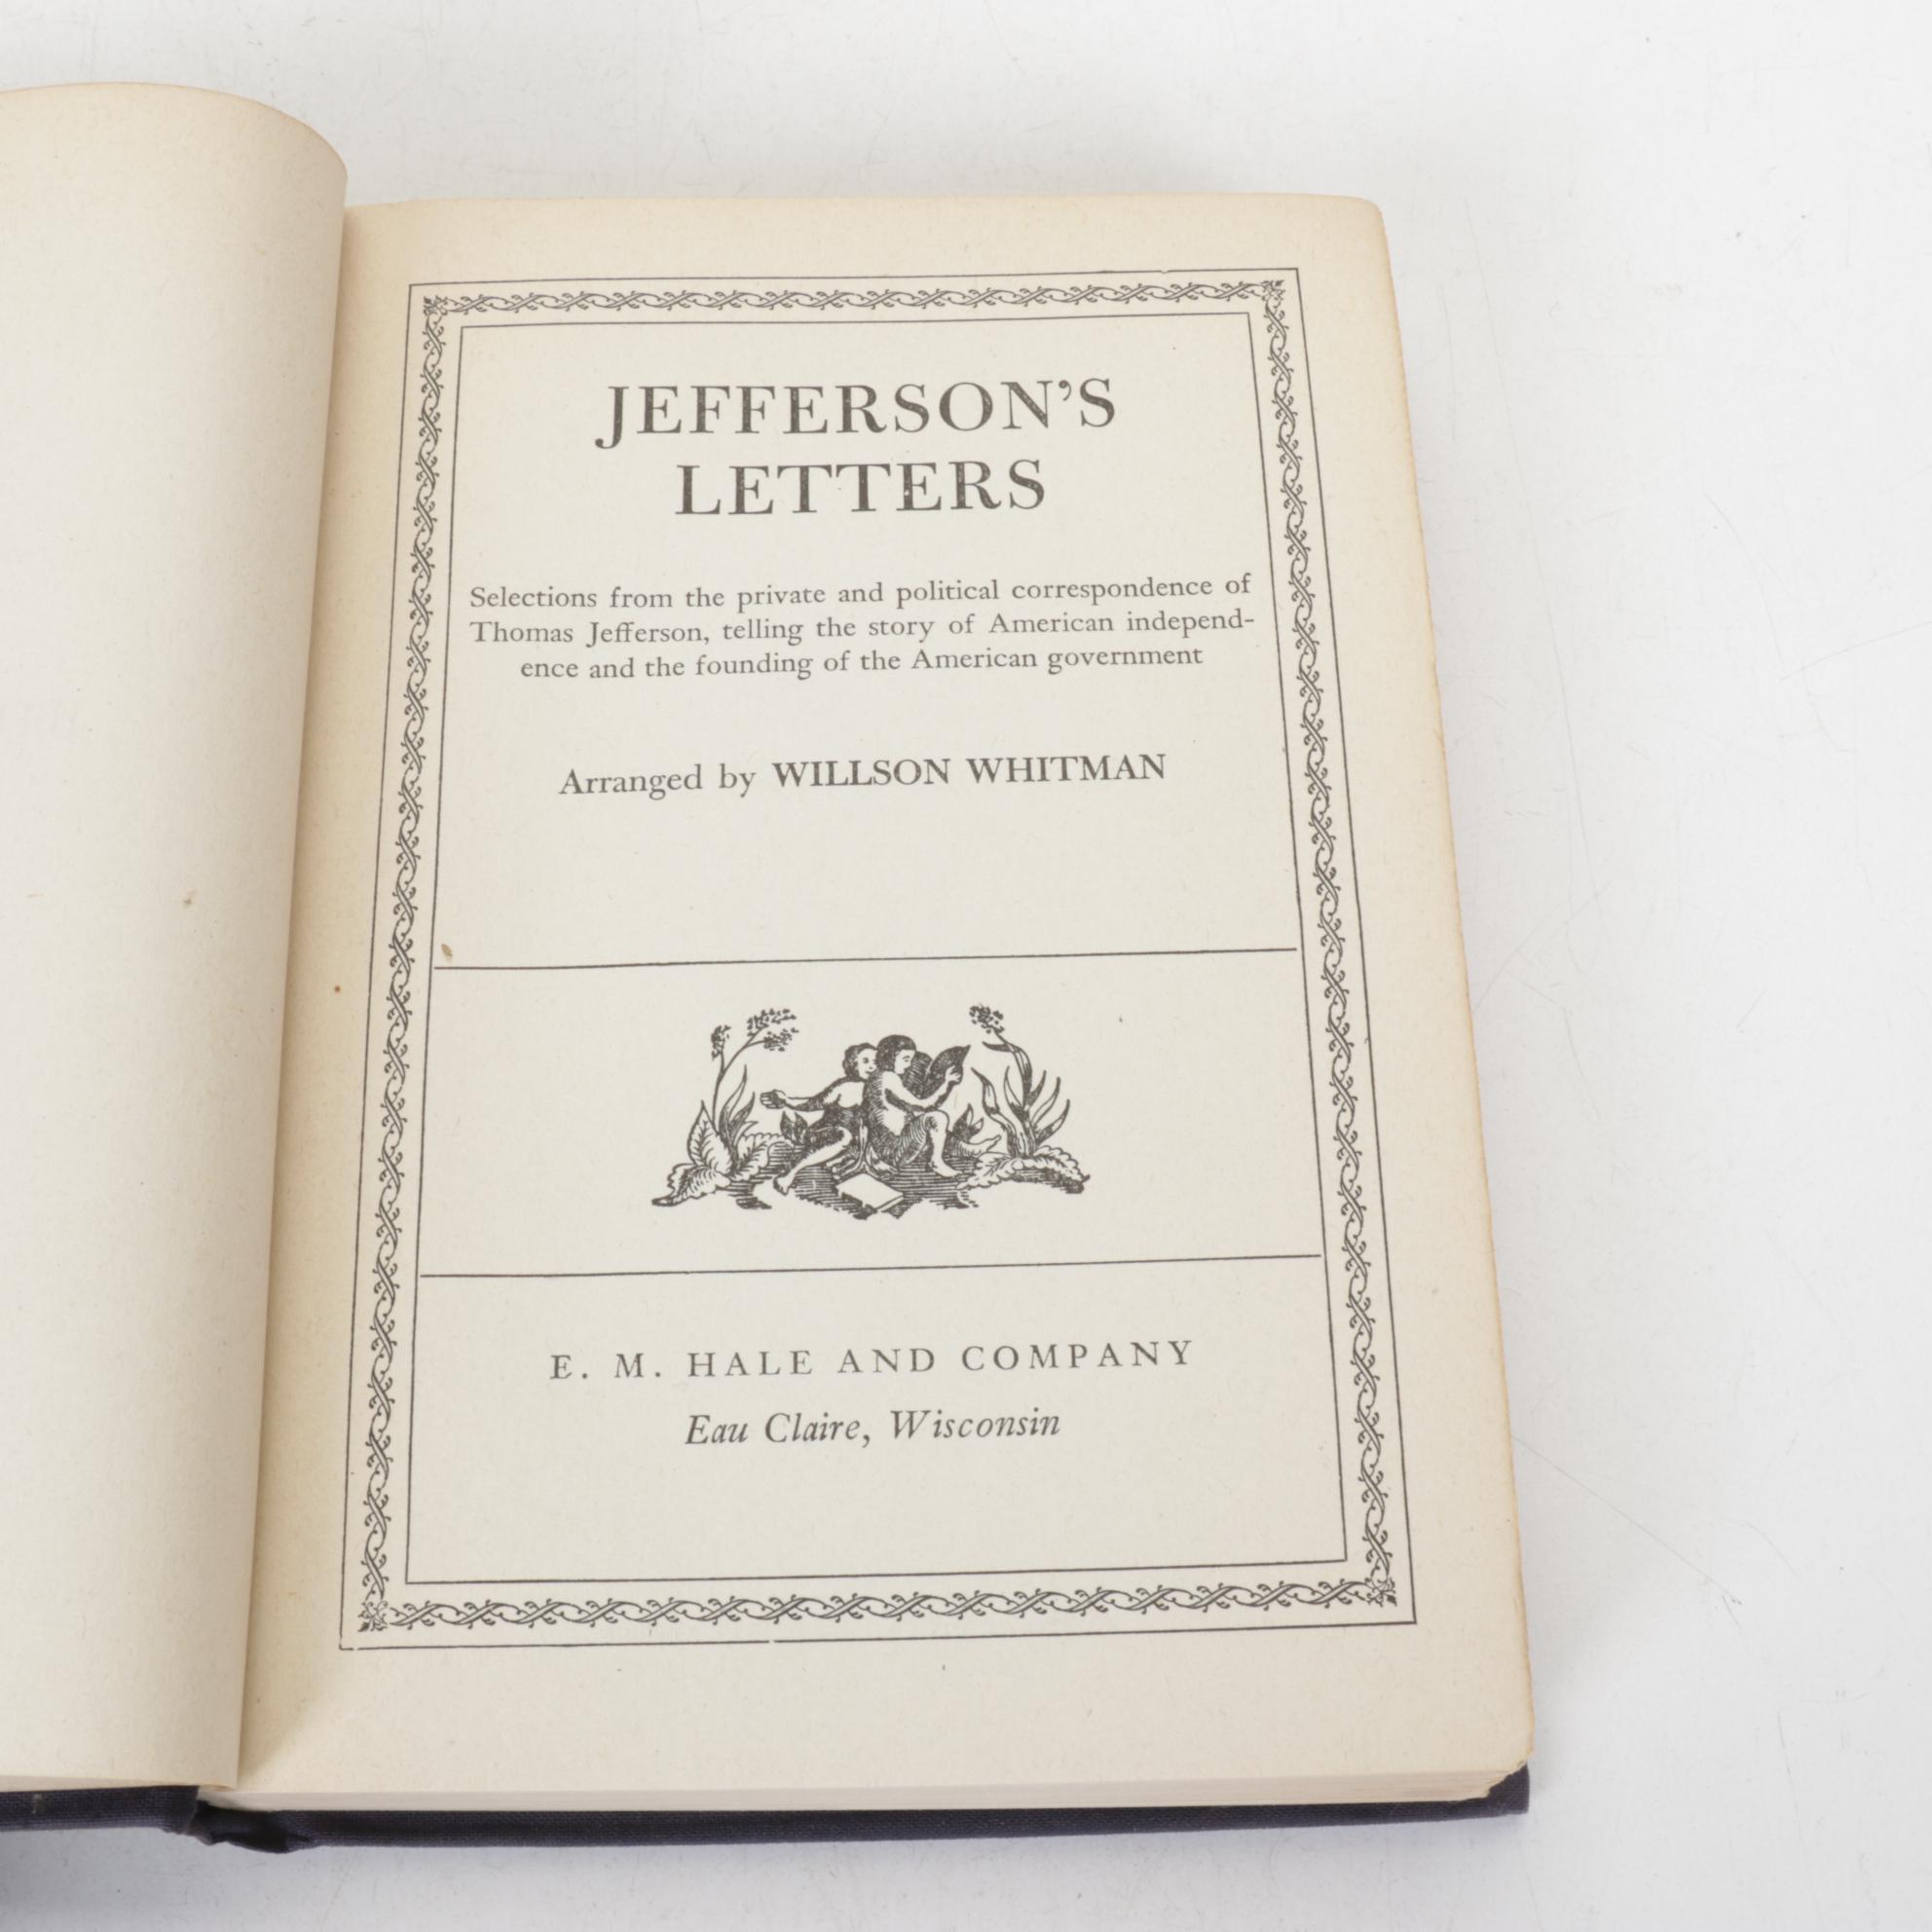 JEFFERSON'S
LETTERS
Selections from the private and political correspondence of
Thomas Jefferson, telling the story of American independ-
ence and the founding of the American government
Arranged by WILLSON WHITMAN
E. M. HALE AND COMPANY
Eau Claire, Wisconsin